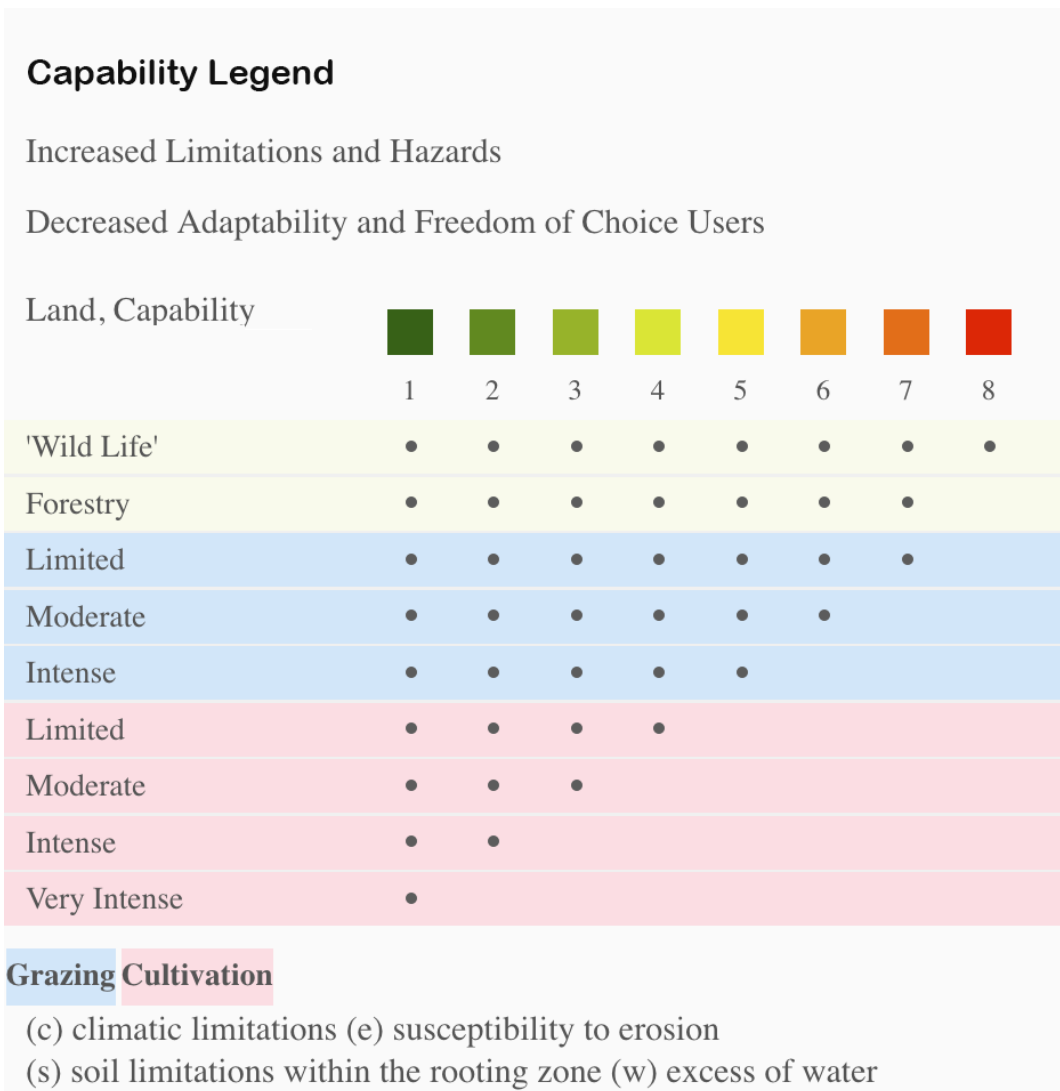 Capability Legend
Increased Limitations and Hazards
Decreased Adaptability and Freedom of Choice Users
Land, Capability
1 2 3 4 5 6 7 8
'Wild Life' • • • • • • • •
Forestry • • • • • • •
Limited • • • • • • •
Moderate • • • • • •
Intense • • • • •
Limited • • • •
Moderate • • •
Intense • •
Very Intense •
Grazing Cultivation
(c) climatic limitations (e) susceptibility to erosion
(s) soil limitations within the rooting zone (w) excess of water